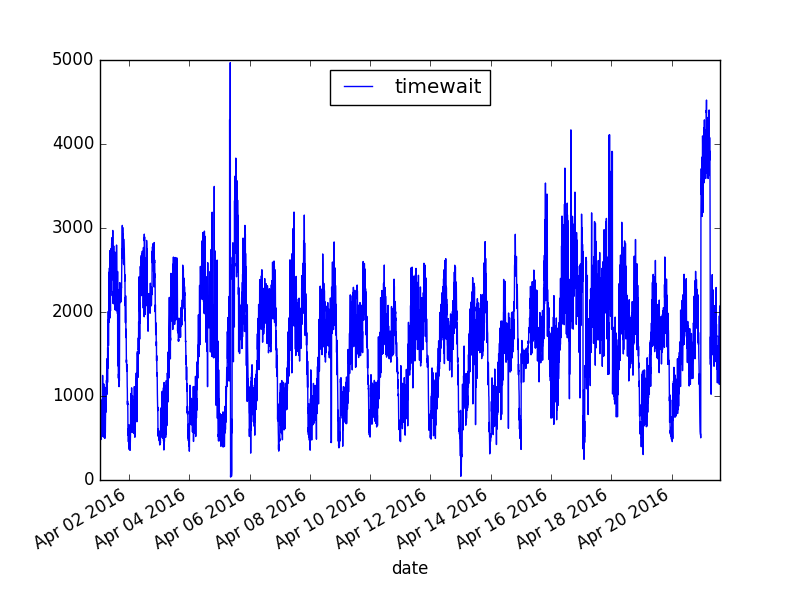 5000
timewait
4000
3000
2000
1000
0
Apr 02 2016
Apr 04 2016
Apr 06 2016
Apr 08 2016
Apr 10 2016
Apr 12 2016
Apr 14 2016
Apr 16 2016
Apr 18 2016
Apr 20 2016
date